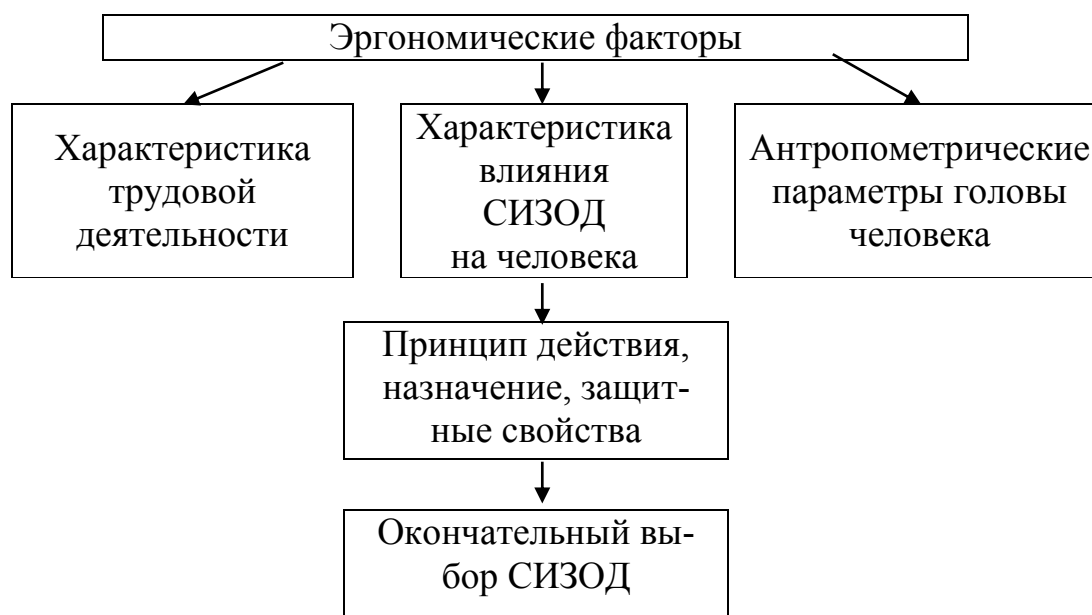 Эргономические факторы
Характеристика
трудовой
деятельности
Характеристика
влияния
СИЗОД
на человека
Антропометрические
параметры головы
человека
Принцип действия,
назначение, защит-
ные свойства
Окончательный вы-
бор СИЗОД